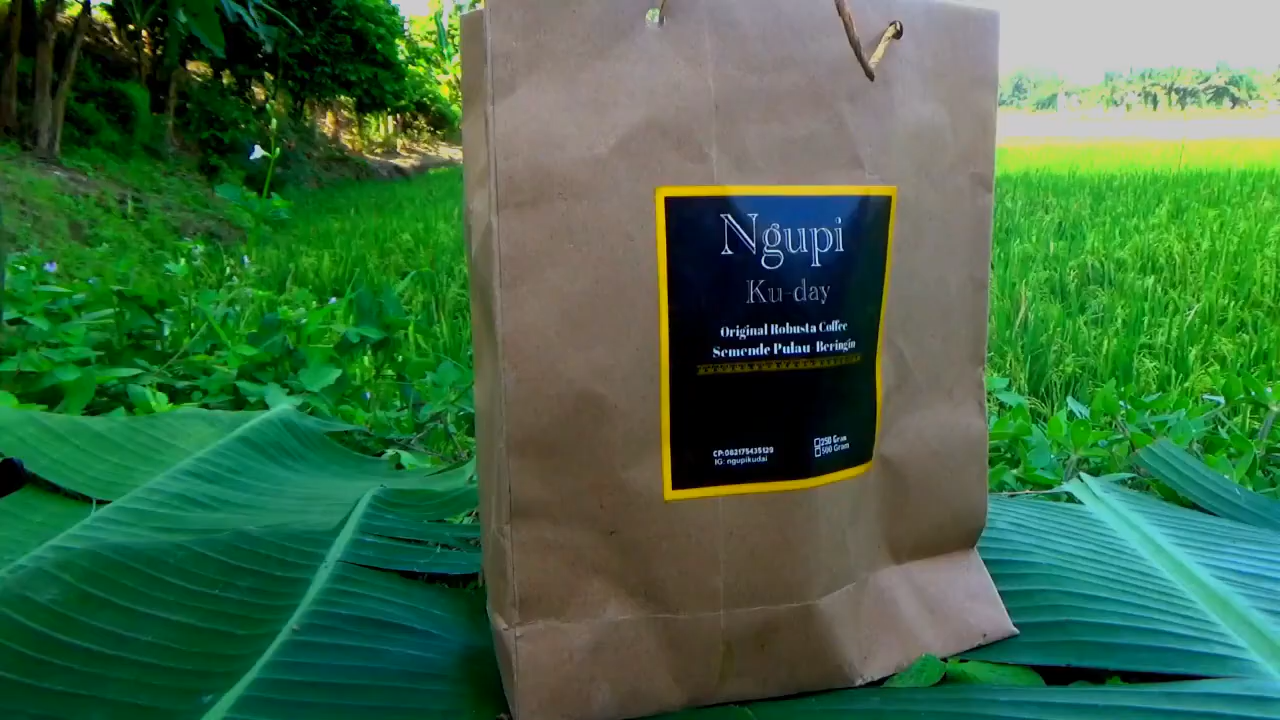 Ngupi
Ku-day
Original Robusta Coffee
Semende Pulau Beringin
CP:082175435129
IG: ngupikudai
250 Gram
500 Gram